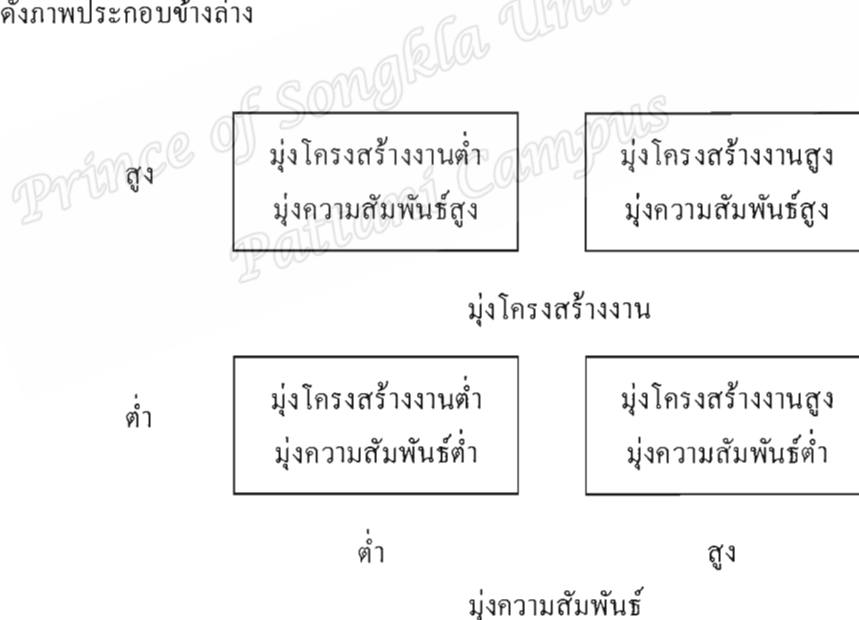 ดังภาพประกอบข้างล่าง
Prince of Songkla
Pattani Campus
สูง
มุ่งโครงสร้างงานต่ำ
มุ่งความสัมพันธ์สูง
มุ่งโครงสร้างงานสูง
มุ่งความสัมพันธ์สูง
มุ่งโครงสร้างงาน
ต่ำ
มุ่งโครงสร้างงานต่ำ
มุ่งความสัมพันธ์ต่ำ
มุ่งโครงสร้างงานสูง
มุ่งความสัมพันธ์ต่ำ
ต่ำ
สูง
มุ่งความสัมพันธ์